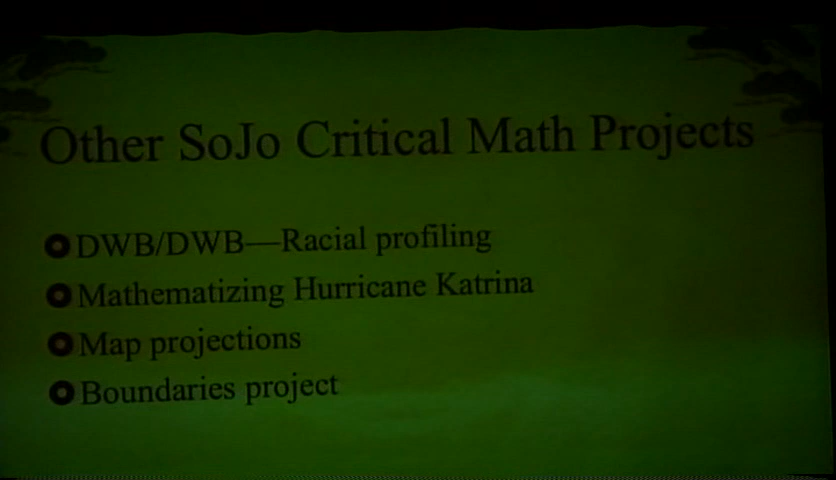 Other SoJo Critical Math Projects
DWB/DWB—Racial profiling
Mathematizing Hurricane Katrina
Map projections
Boundaries project